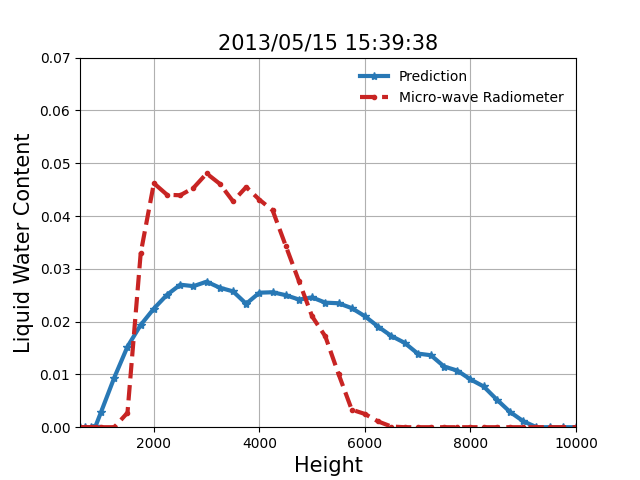 2013/05/15 15:39:38
0.07
0.06
0.05
0.04
0.03
0.02
0.01
0.00
Liquid Water Content
Prediction
Micro-wave Radiometer
2000 4000 6000 8000 10000
Height